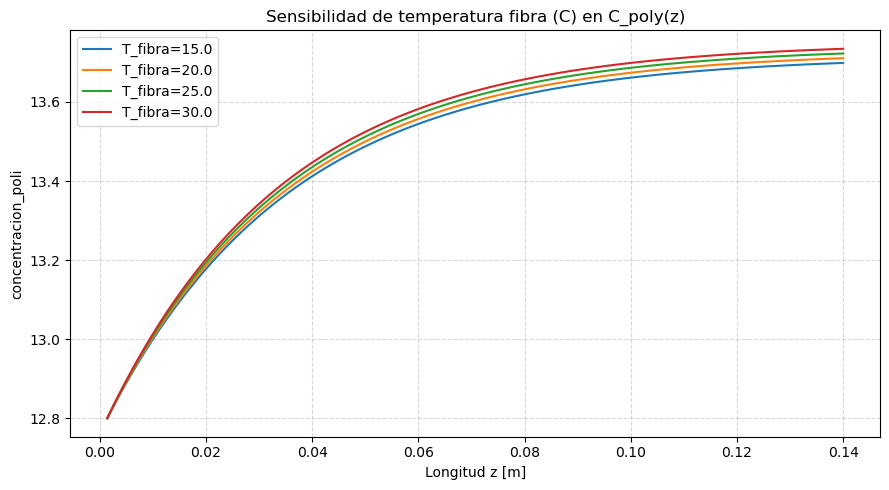 Sensibilidad de temperatura fibra (C) en C_poly(z)
T_fibra=15.0
T_fibra=20.0
T_fibra=25.0
T_fibra=30.0
concentracion_poli
13.6
13.4
13.2
13.0
12.8
0.00 0.02 0.04 0.06 0.08 0.10 0.12 0.14
Longitud z [m]